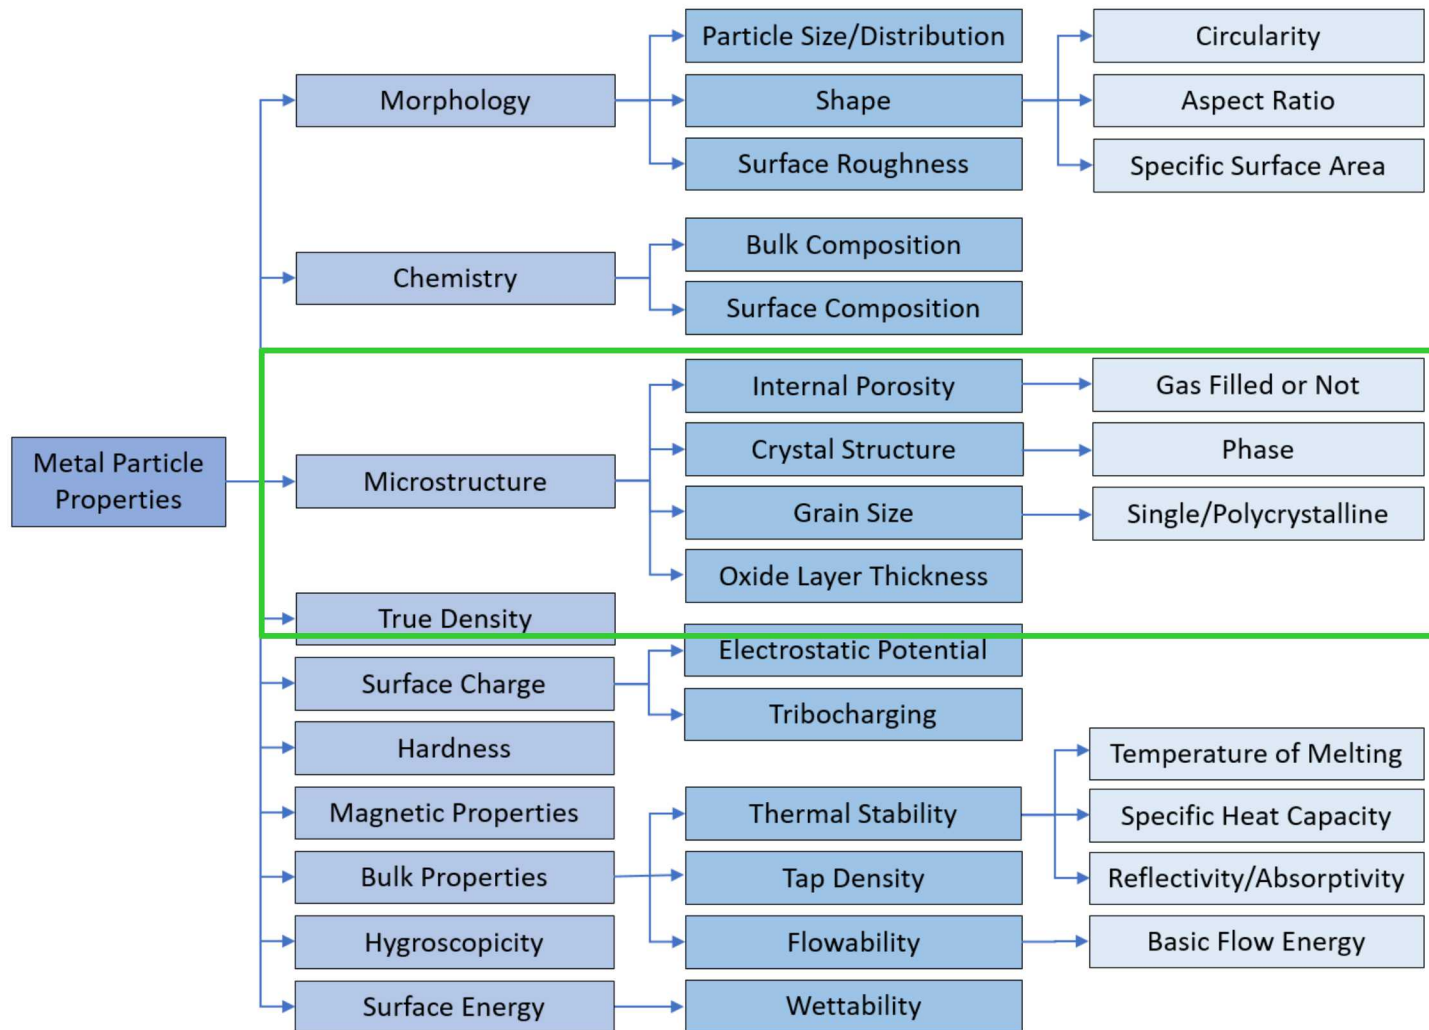 Particle Size/Distribution
Circularity
Morphology
Shape
Aspect Ratio
Surface Roughness
Specific Surface Area
Bulk Composition
Chemistry
Surface Composition
Internal Porosity
Gas Filled or Not
Crystal Structure
Phase
Metal Particle
Properties
Microstructure
Grain Size
Single/Polycrystalline
Oxide Layer Thickness
True Density
Electrostatic Potential
Surface Charge
Tribocharging
Hardness
Temperature of Melting
Magnetic Properties
Thermal Stability
Specific Heat Capacity
Bulk Properties
Tap Density
Reflectivity/Absorptivity
Hygroscopicity
Flowability
Basic Flow Energy
Surface Energy
Wettability